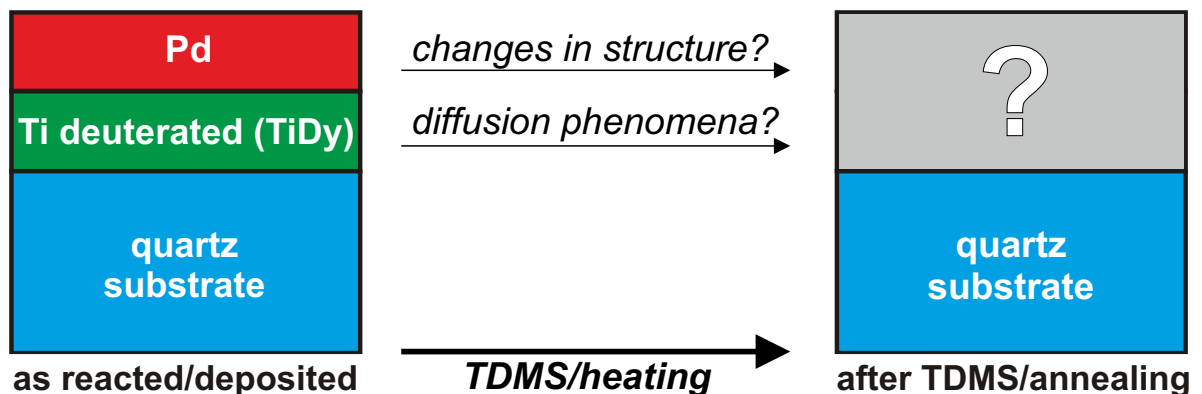 Pd
Ti deuterated (TiDy)
quartz
substrate
as reacted/deposited
changes in structure?
diffusion phenomena?
TDMS/heating
?
quartz
substrate
after TDMS/annealing